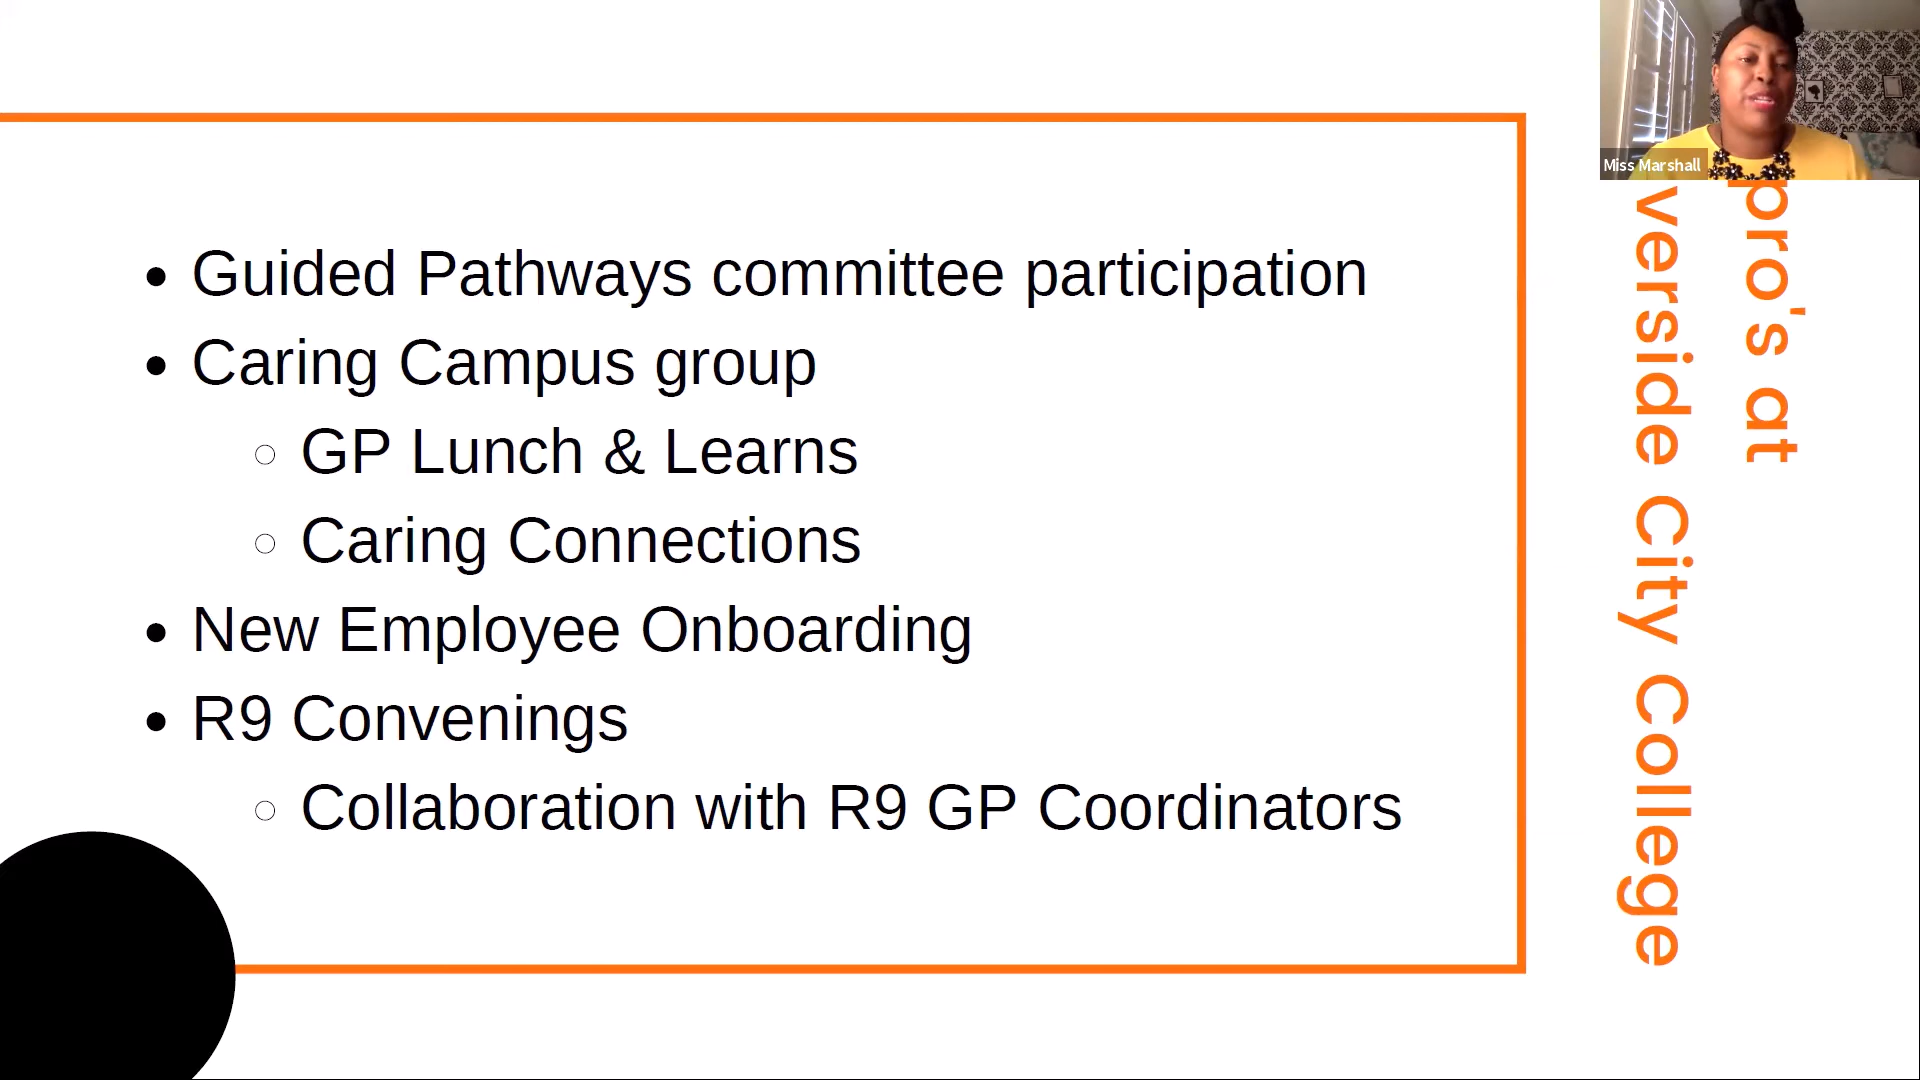 Guided Pathways committee participation
Caring Campus group
GP Lunch & Learns
Caring Connections
New Employee Onboarding
R9 Convenings
Collaboration with R9 GP Coordinators
Miss Marshall
pro's at
verside City College